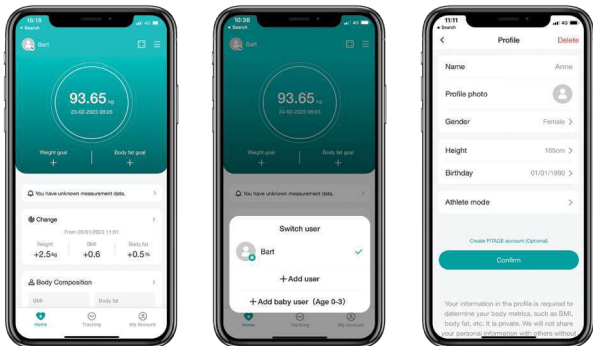 18:18
4G
Search
Bart
93.65 kg
23-02-2023 08:03
Weight goal
Body fat goal
+
+
You have unknown measurement data.
Change
From 05/01/2023 11:01
Weight
BMI
Body fat
+2.5kg
+0.6
+0.5%
Body Composition
BMI
Body fat
Home
Tracking
My Account
10:38
4G
Search
Bart
93.65 kg
Weight goal
Body fat goal
+
+
You have unknown measurement data.
Switch user
Bart
+ Add user
+ Add baby user (Age 0-3)
Home
Tracking
My Account
11:11
4G
Search
Profile
Delete
Name
Anne
Profile photo
Gender
Female
Height
165cm
Birthday
01/01/1990
Athlete mode
Create FITAGE account (Optional)
Confirm
Your information in the profile is required to
determine your body metrics, such as BMI,
body fat, etc. It is private. We will not share
your personal information with others without